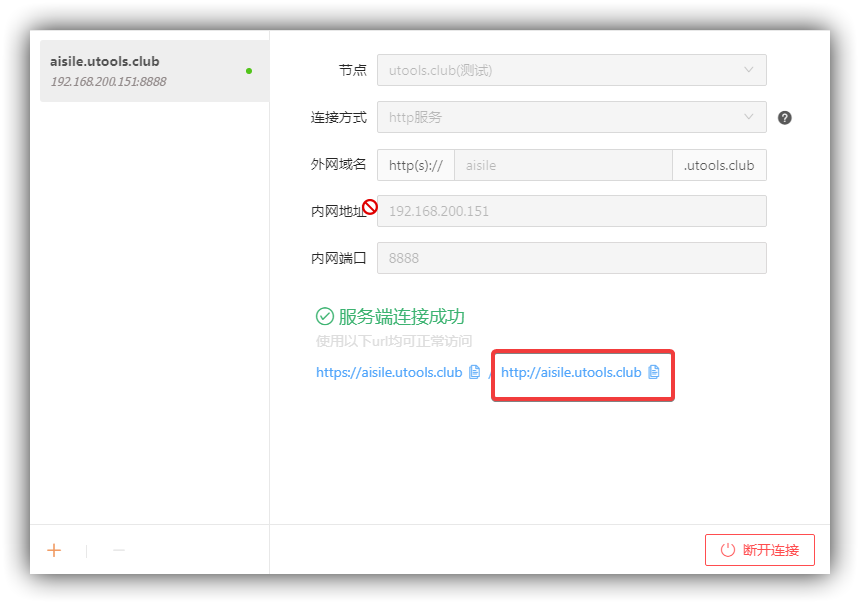 aisile.utools.club
192.168.200.151:8888
节点 utools.club(测试)
连接方式 http服务
外网域名 http(s):// aisile .utools.club
内网地址 192.168.200.151
内网端口 8888
服务端连接成功
使用以下url均可正常访问
https://aisile.utools.club / http://aisile.utools.club
断开连接